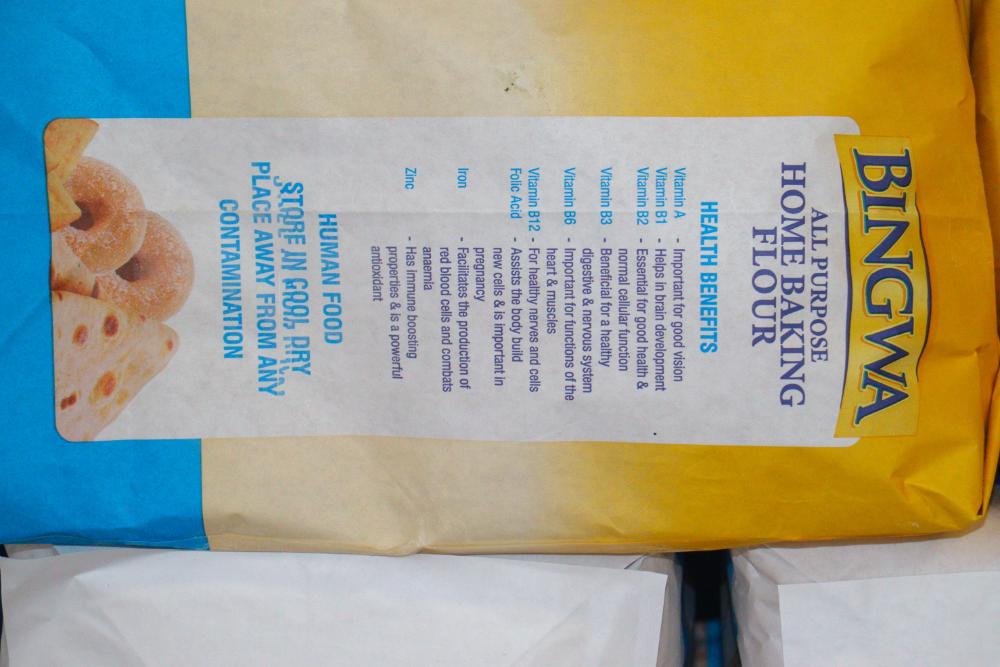 BINGWA
ALL PURPOSE
HOME BAKING
FLOUR
HEALTH BENEFITS
Vitamin A - Important for good vision
Vitamin B1 - Helps in brain development
Vitamin B2 - Essential for good health &
normal cellular function
Vitamin B3 - Beneficial for a healthy
digestive & nervous system
Vitamin B6 - Important for functions of the
heart & muscles
Vitamin B12 - For healthy nerves and cells
Folic Acid - Assists the body build
new cells & is important in
pregnancy
Iron - Facilitates the production of
red blood cells and combats
anaemia
Zinc - Has immune boosting
properties & is a powerful
antioxidant
HUMAN FOOD
STORE IN COOL DRY
PLACE AWAY FROM ANY
CONTAMINATION